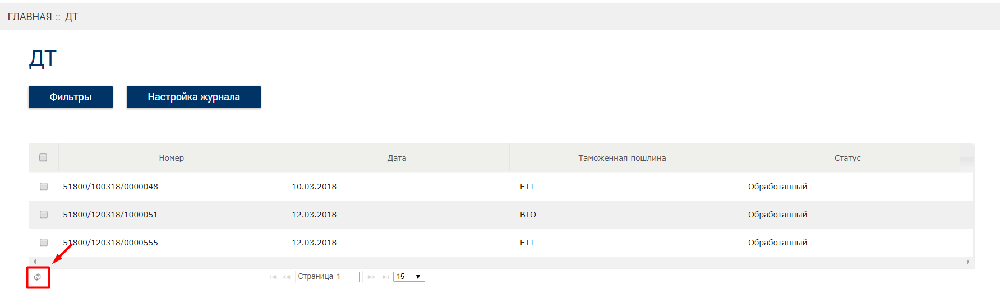 ГЛАВНАЯ :: ДТ
ДТ
Фильтры Настройка журнала
Номер Дата Таможенная пошлина Статус
51800/100318/0000048 10.03.2018 ЕТТ Обработанный
51800/120318/1000051 12.03.2018 ВТО Обработанный
51800/120318/0000555 12.03.2018 ЕТТ Обработанный
Страница 1 15